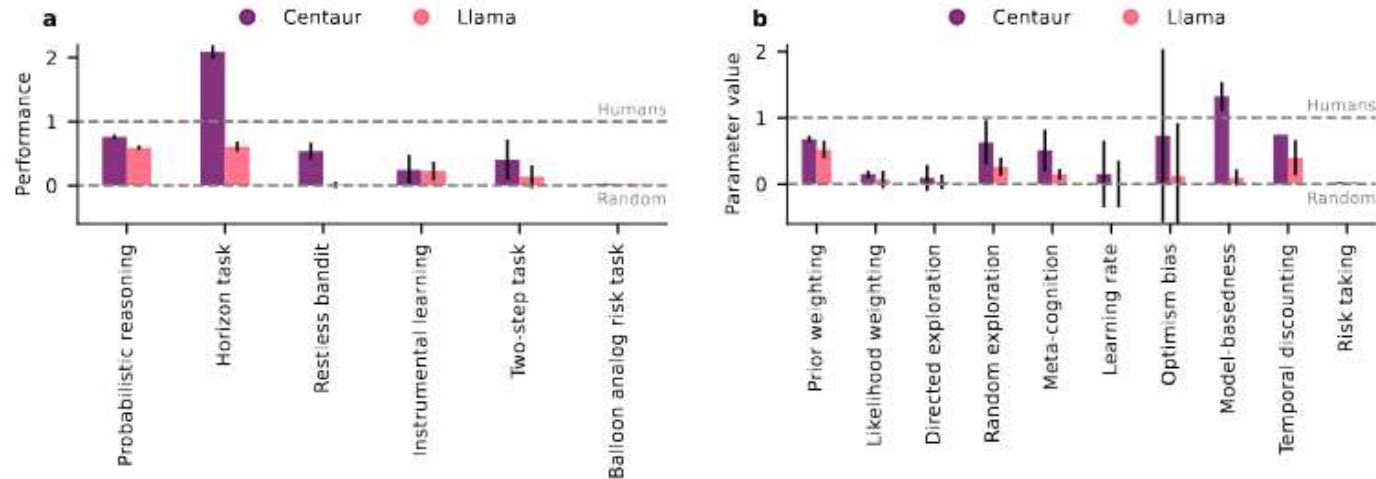 a
Centaur
Llama
Performance
2
1
0
Humans
Random
Probabilistic reasoning
Horizon task
Restless bandit
Instrumental learning
Two-step task
Balloon analog risk task
b
Centaur
Llama
Parameter value
2
1
0
Humans
Random
Prior weighting
Likelihood weighting
Directed exploration
Random exploration
Meta-cognition
Learning rate
Optimism bias
Model-basedness
Temporal discounting
Risk taking